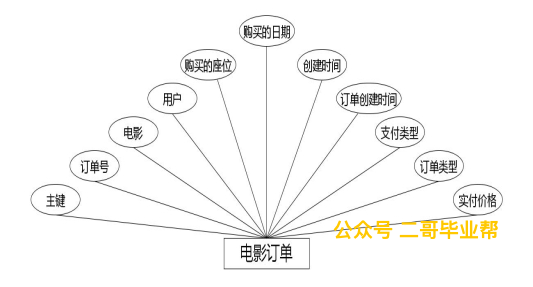 购买的日期
购买的座位
创建时间
用户
订单创建时间
电影
支付类型
订单号
订单类型
主键
实付价格
公众号 二哥毕业帮
电影订单